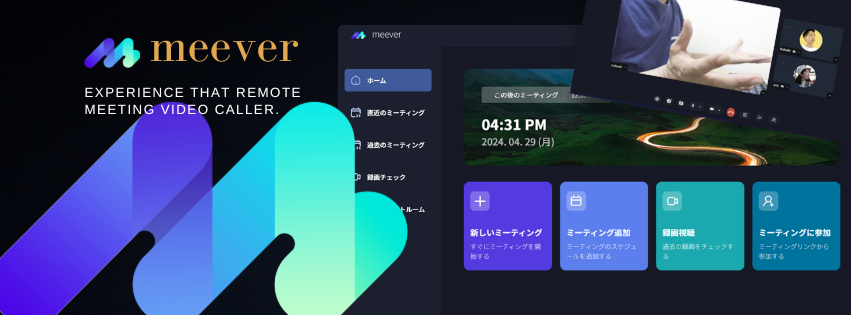 meever
EXPERIENCE THAT REMOTE
MEETING VIDEO CALLER.
meever
ホーム
直近のミーティング
過去のミーティング
録画チェック
トルーム
この後のミーティング
04:31 PM
2024. 04. 29 (月)
新しいミーティング
すぐにミーティングを開
始する
ミーティング追加
ミーティングのスケジュ
ールを追加する
録画視聴
過去の録画をチェックす
る
ミーティングに参加
ミーティングリンクから
参加する